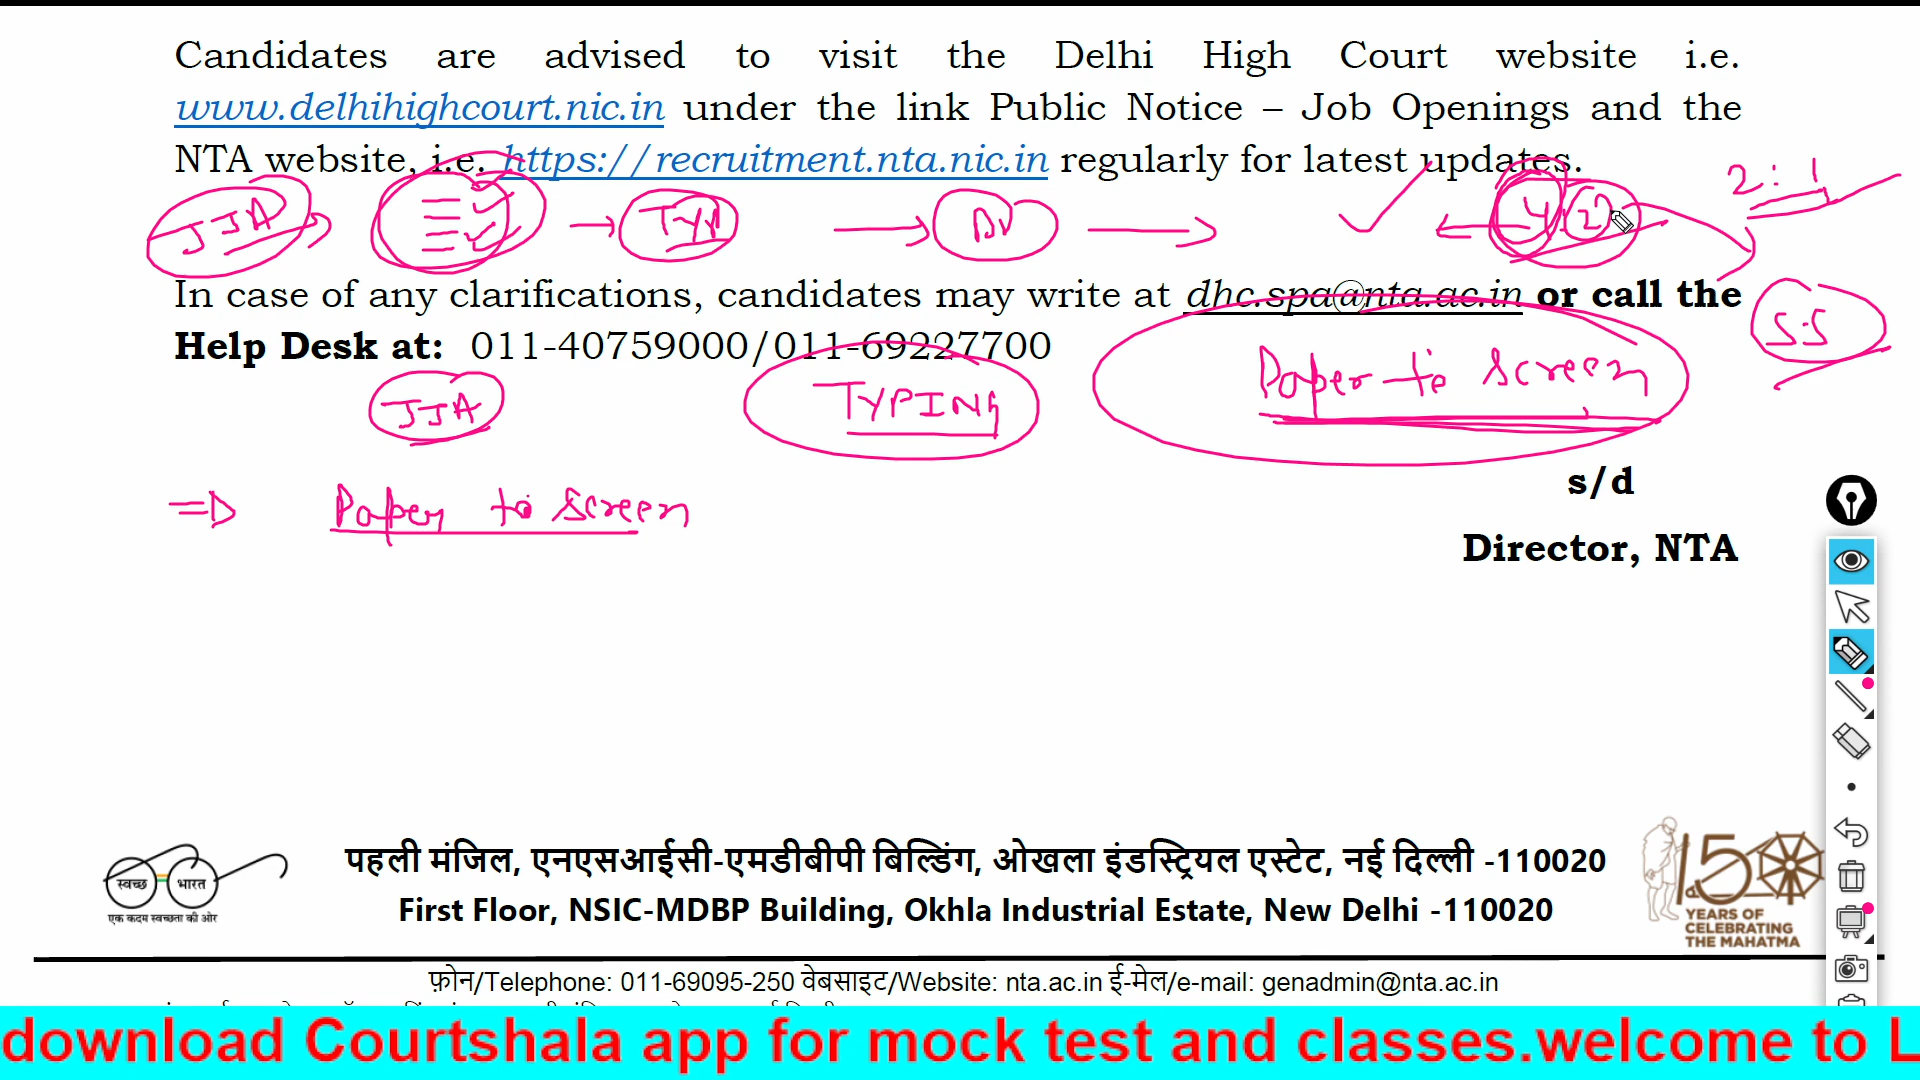 Candidates are advised to visit the Delhi High Court website i.e.
www.delhihighcourt.nic.in under the link Public Notice – Job Openings and the
NTA website, i.e. https://recruitment.nta.nic.in regularly for latest updates.
JJA → TYP → DV → 4 2 2:1
In case of any clarifications, candidates may write at dhc.spa@nta.ac.in or call the
Help Desk at: 011-40759000/011-69227700
S.S
JJA TYPING Paper to Screen
s/d
⇒ Paper to Screen
Director, NTA
पहली मंजिल, एनएसआईसी-एमडीबीपी बिल्डिंग, ओखला इंडस्ट्रियल एस्टेट, नई दिल्ली -110020
First Floor, NSIC-MDBP Building, Okhla Industrial Estate, New Delhi -110020
स्वच्छ भारत
एक कदम स्वच्छता की ओर
150
YEARS OF
CELEBRATING
THE MAHATMA
फ़ोन/Telephone: 011-69095-250 वेबसाइट/Website: nta.ac.in ई-मेल/e-mail: genadmin@nta.ac.in
download Courtshala app for mock test and classes.welcome to L